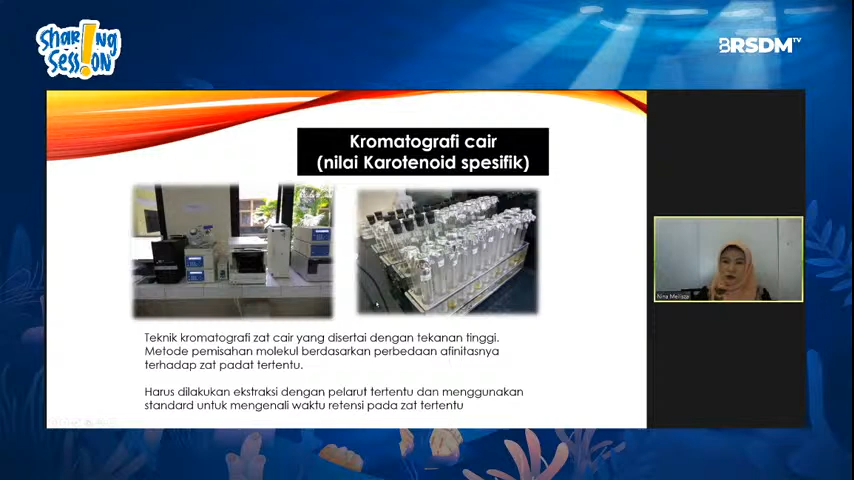 Sharing
Session
BRSDM TV
Kromatografi cair
(nilai Karotenoid spesifik)
Teknik kromatografi zat cair yang disertai dengan tekanan tinggi.
Metode pemisahan molekul berdasarkan perbedaan afinitasnya
terhadap zat padat tertentu.
Harus dilakukan ekstraksi dengan pelarut tertentu dan menggunakan
standard untuk mengenali waktu retensi pada zat tertentu
Nina Meilisza